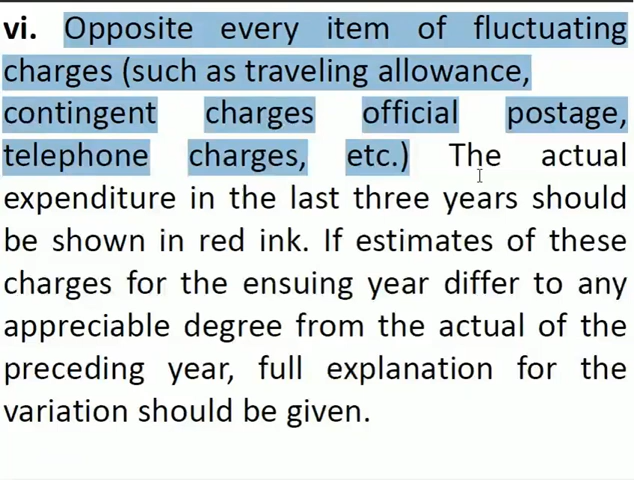 vi. Opposite every item of fluctuating
charges (such as traveling allowance,
contingent charges official postage,
telephone charges, etc.) The actual
expenditure in the last three years should
be shown in red ink. If estimates of these
charges for the ensuing year differ to any
appreciable degree from the actual of the
preceding year, full explanation for the
variation should be given.